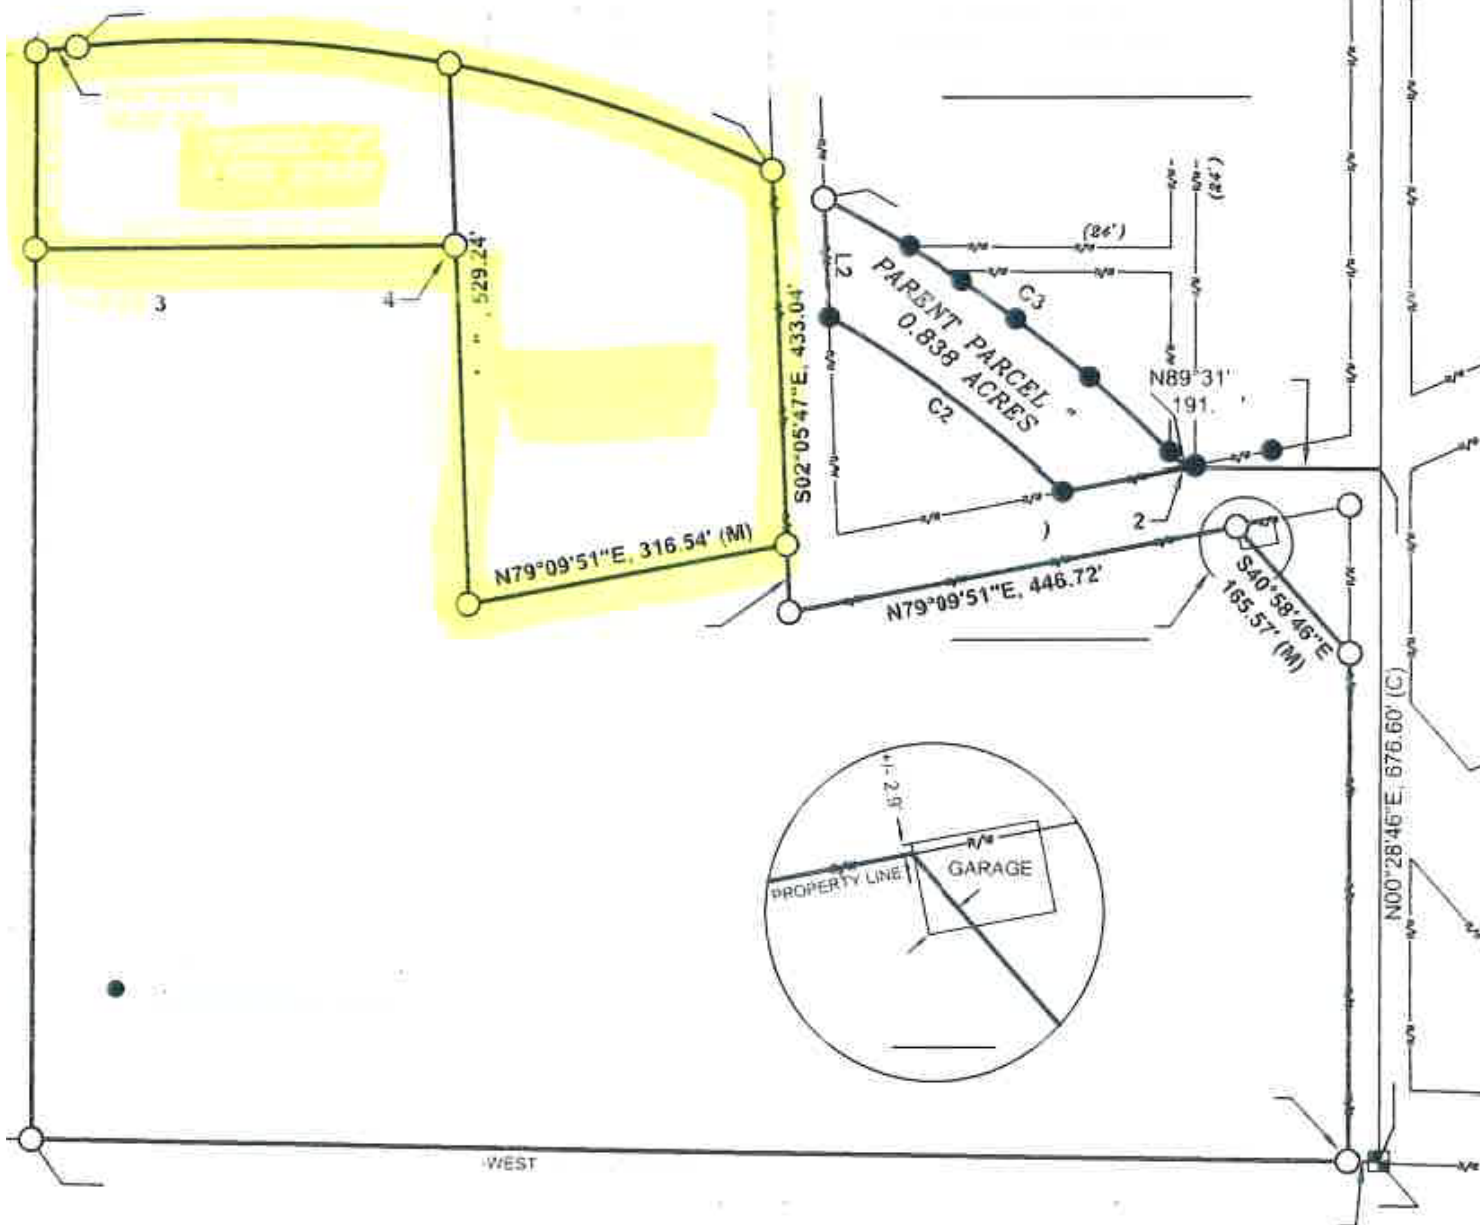 (24')
(24')
L2
C3
PARENT PARCEL "
0.838 ACRES
C2
3
4
529.24'
S02°05'47"E, 433.04'
N89°31'
191. '
2
)
N79°09'51"E, 316.54' (M)
N79°09'51"E, 446.72'
S40°58'46"E
165.57' (M)
N00°28'46"E, 676.60' (C)
+/- 2.9'
R/W
PROPERTY LINE
GARAGE
-WEST